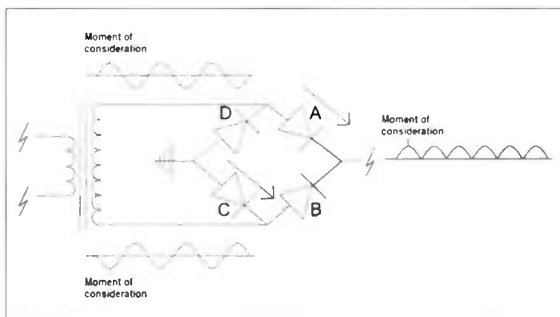 Moment of
consideration
D
A
Moment of
consideration
C
B
Moment of
consideration